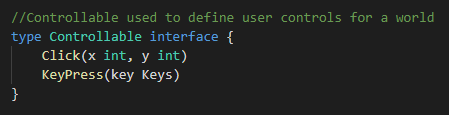 //Controllable used to define user controls for a world
type Controllable interface {
    Click(x int, y int)
    KeyPress(key Keys)
}